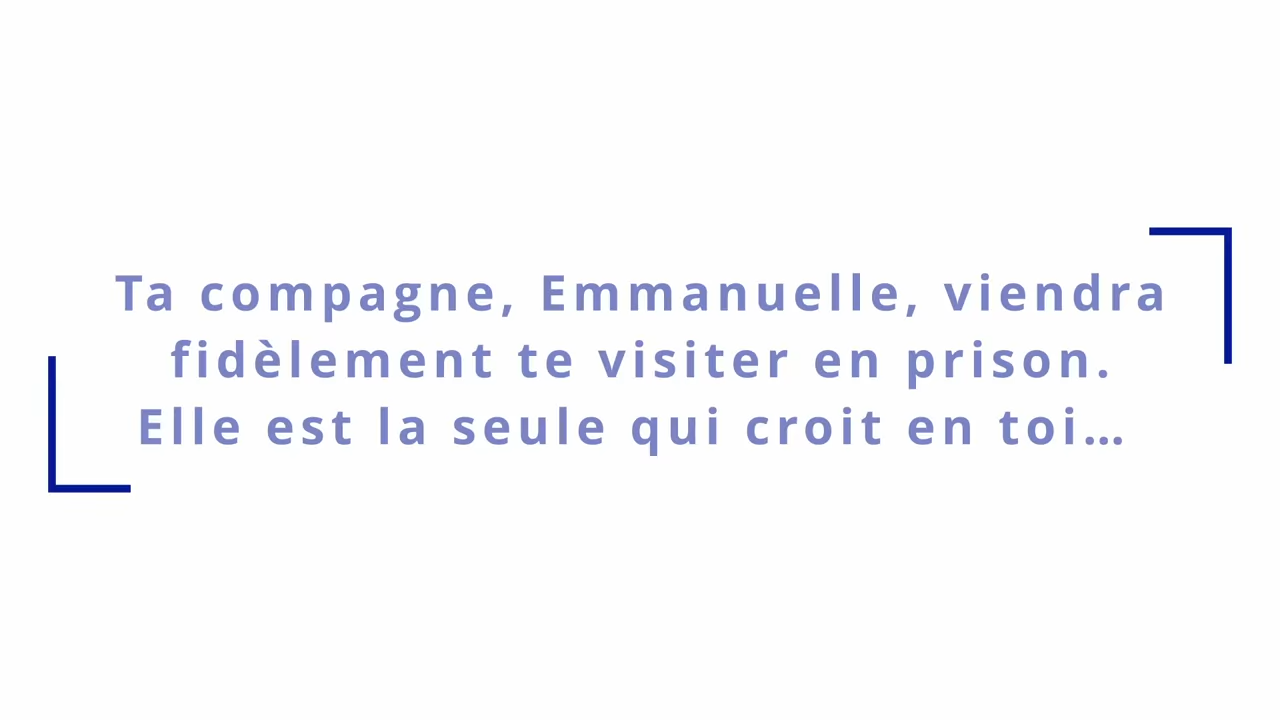 Ta compagne, Emmanuelle, viendra
fidèlement te visiter en prison.
Elle est la seule qui croit en toi…